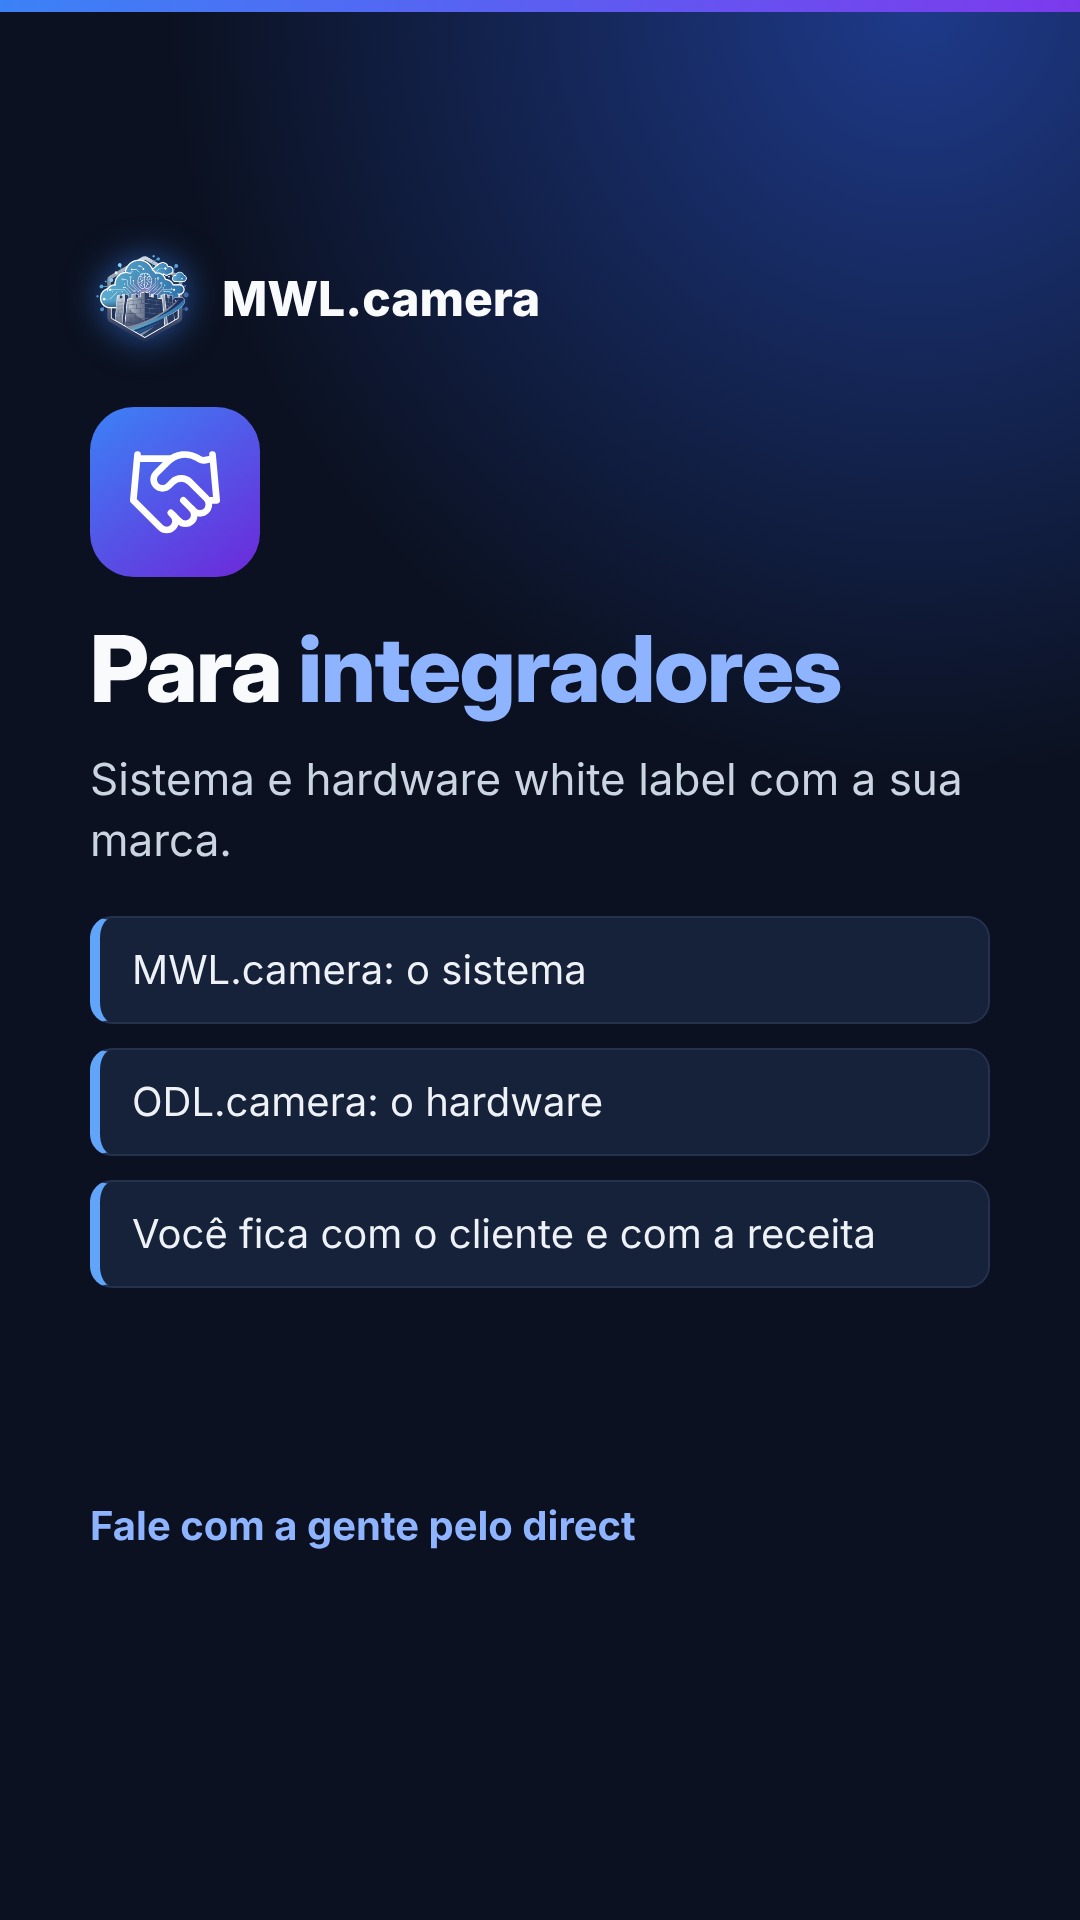 MWL.camera
Para integradores
Sistema e hardware white label com a sua
marca.
MWL.camera: o sistema
ODL.camera: o hardware
Você fica com o cliente e com a receita
Fale com a gente pelo direct